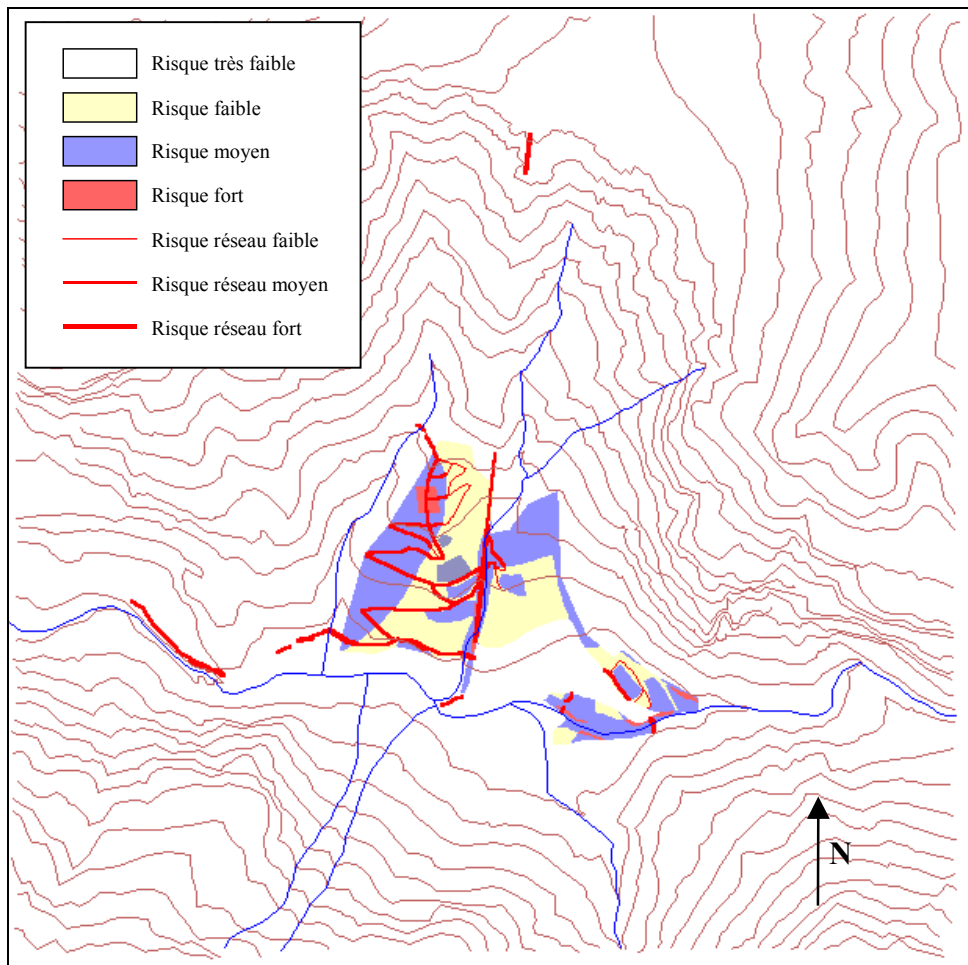 Risque très faible
Risque faible
Risque moyen
Risque fort
Risque réseau faible
Risque réseau moyen
Risque réseau fort
N